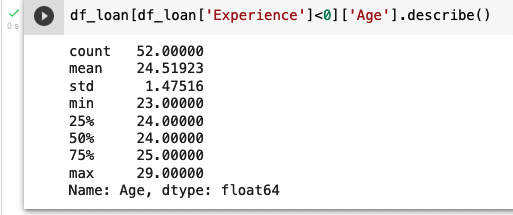 df_loan[df_loan['Experience']<0]['Age'].describe()
0s
count 52.00000
mean 24.51923
std 1.47516
min 23.00000
25% 24.00000
50% 24.00000
75% 25.00000
max 29.00000
Name: Age, dtype: float64